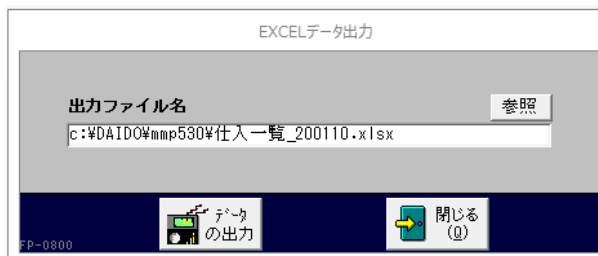 EXCELデータ出力
出力ファイル名
参照
c:¥DAIDO¥mmp530¥仕入一覧_200110.xlsx
ﾃﾞｰﾀ
の出力
閉じる
(Q)
FP-0800